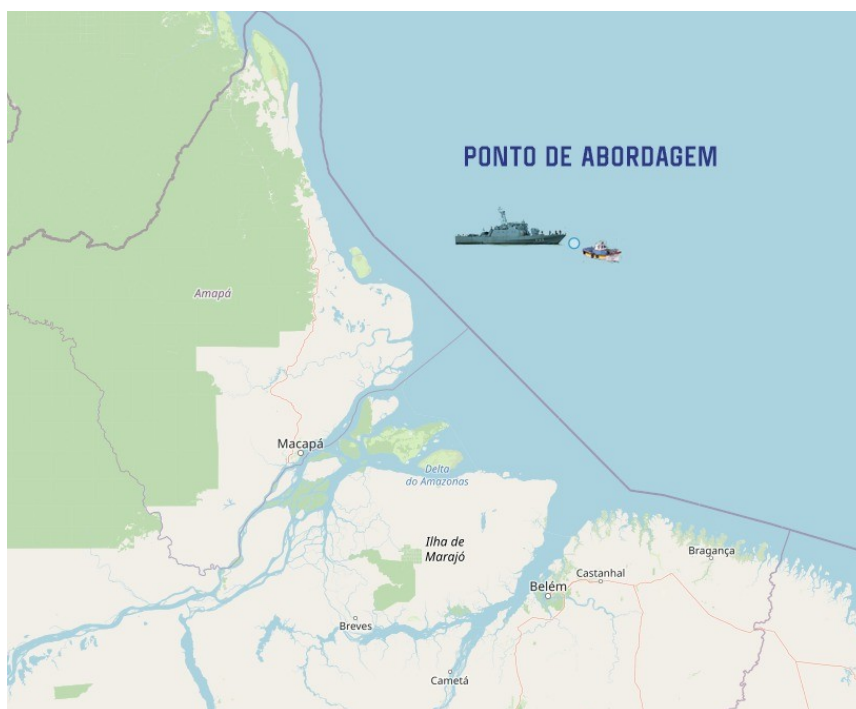 PONTO DE ABORDAGEM
Amapá
Macapá
Delta
do Amazonas
Ilha de
Marajó
Bragança
Castanhal
Belém
Breves
Cametá